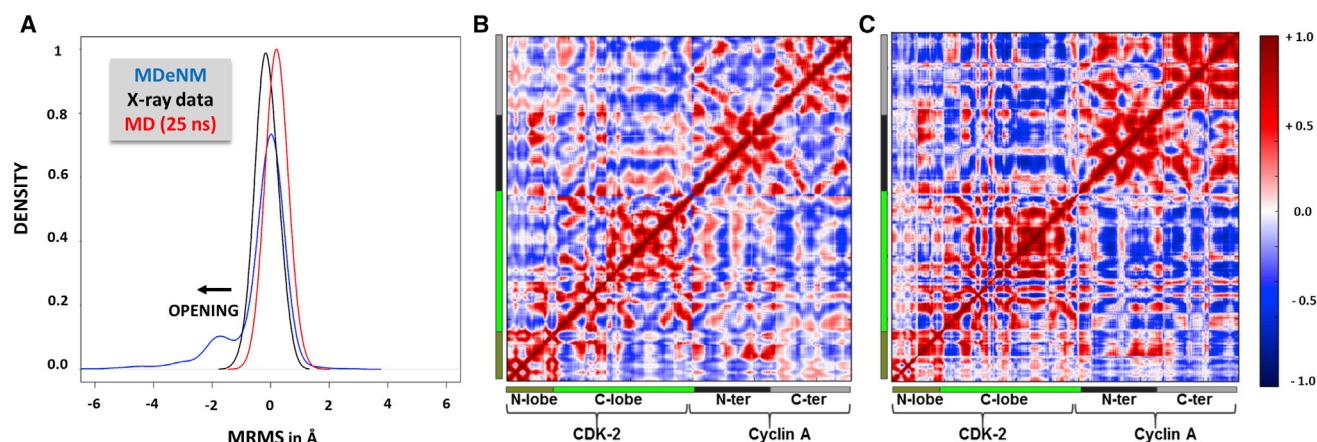 A
B
C
1
0.8
0.6
0.4
0.2
0.0
DENSITY
MDeNM
X-ray data
MD (25 ns)
OPENING
-6
-4
-2
0
2
4
6
MRMS in Å
N-lobe
C-lobe
N-ter
C-ter
CDK-2
Cyclin A
N-lobe
C-lobe
N-ter
C-ter
CDK-2
Cyclin A
+ 1.0
+ 0.5
0.0
- 0.5
- 1.0